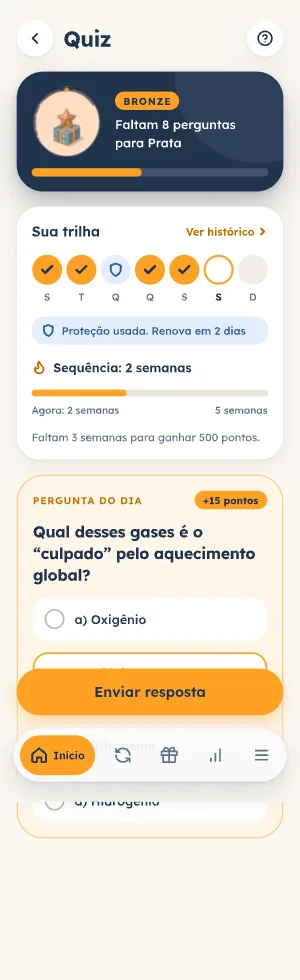 Quiz
BRONZE
Faltam 8 perguntas
para Prata
Sua trilha
Ver histórico
S T Q Q S S D
Proteção usada. Renova em 2 dias
Sequência: 2 semanas
Agora: 2 semanas
5 semanas
Faltam 3 semanas para ganhar 500 pontos.
PERGUNTA DO DIA
+15 pontos
Qual desses gases é o
“culpado” pelo aquecimento
global?
a) Oxigênio
Enviar resposta
Início
d) Hidrogênio